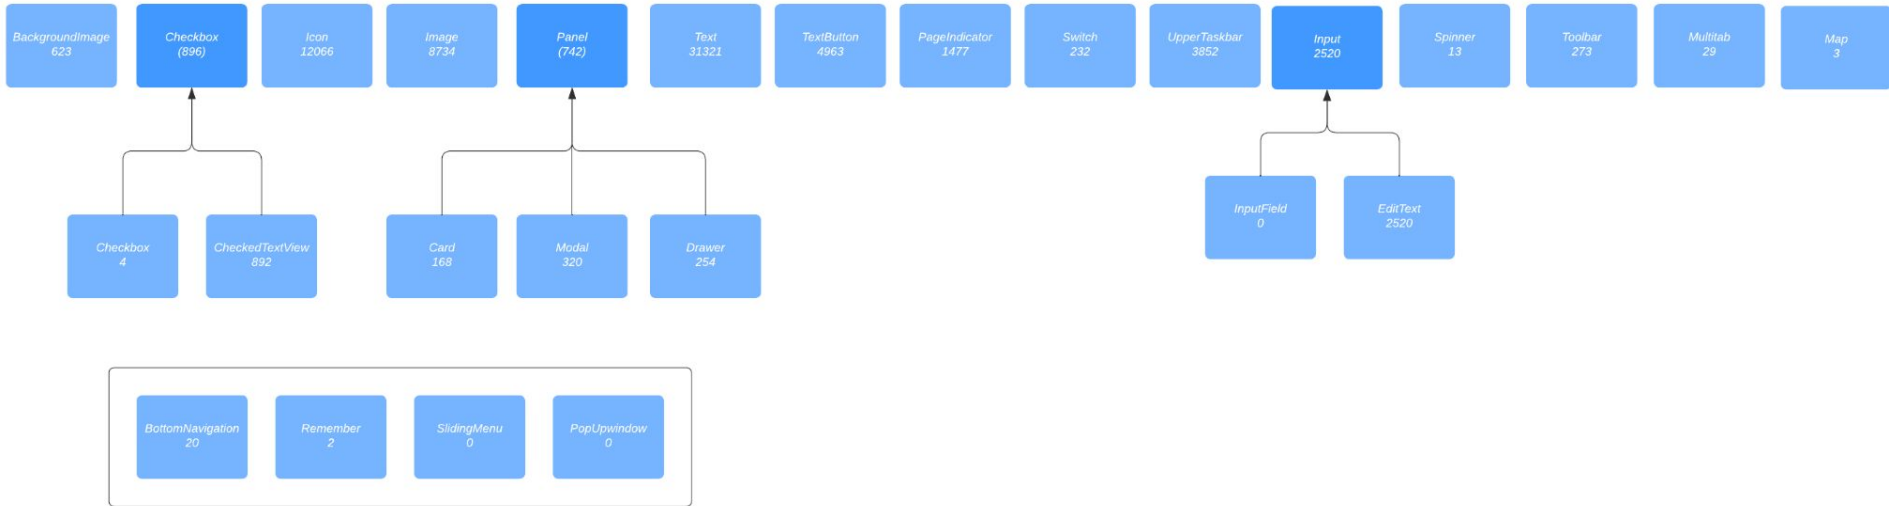 BackgroundImage
623
Checkbox
(896)
Icon
12066
Image
8734
Panel
(742)
Text
31321
TextButton
4963
PageIndicator
1477
Switch
232
UpperTaskbar
3852
Input
2520
Spinner
13
Toolbar
273
Multitab
29
Map
3
Checkbox
4
CheckedTextView
892
Card
168
Modal
320
Drawer
254
InputField
0
EditText
2520
BottomNavigation
20
Remember
2
SlidingMenu
0
PopUpwindow
0